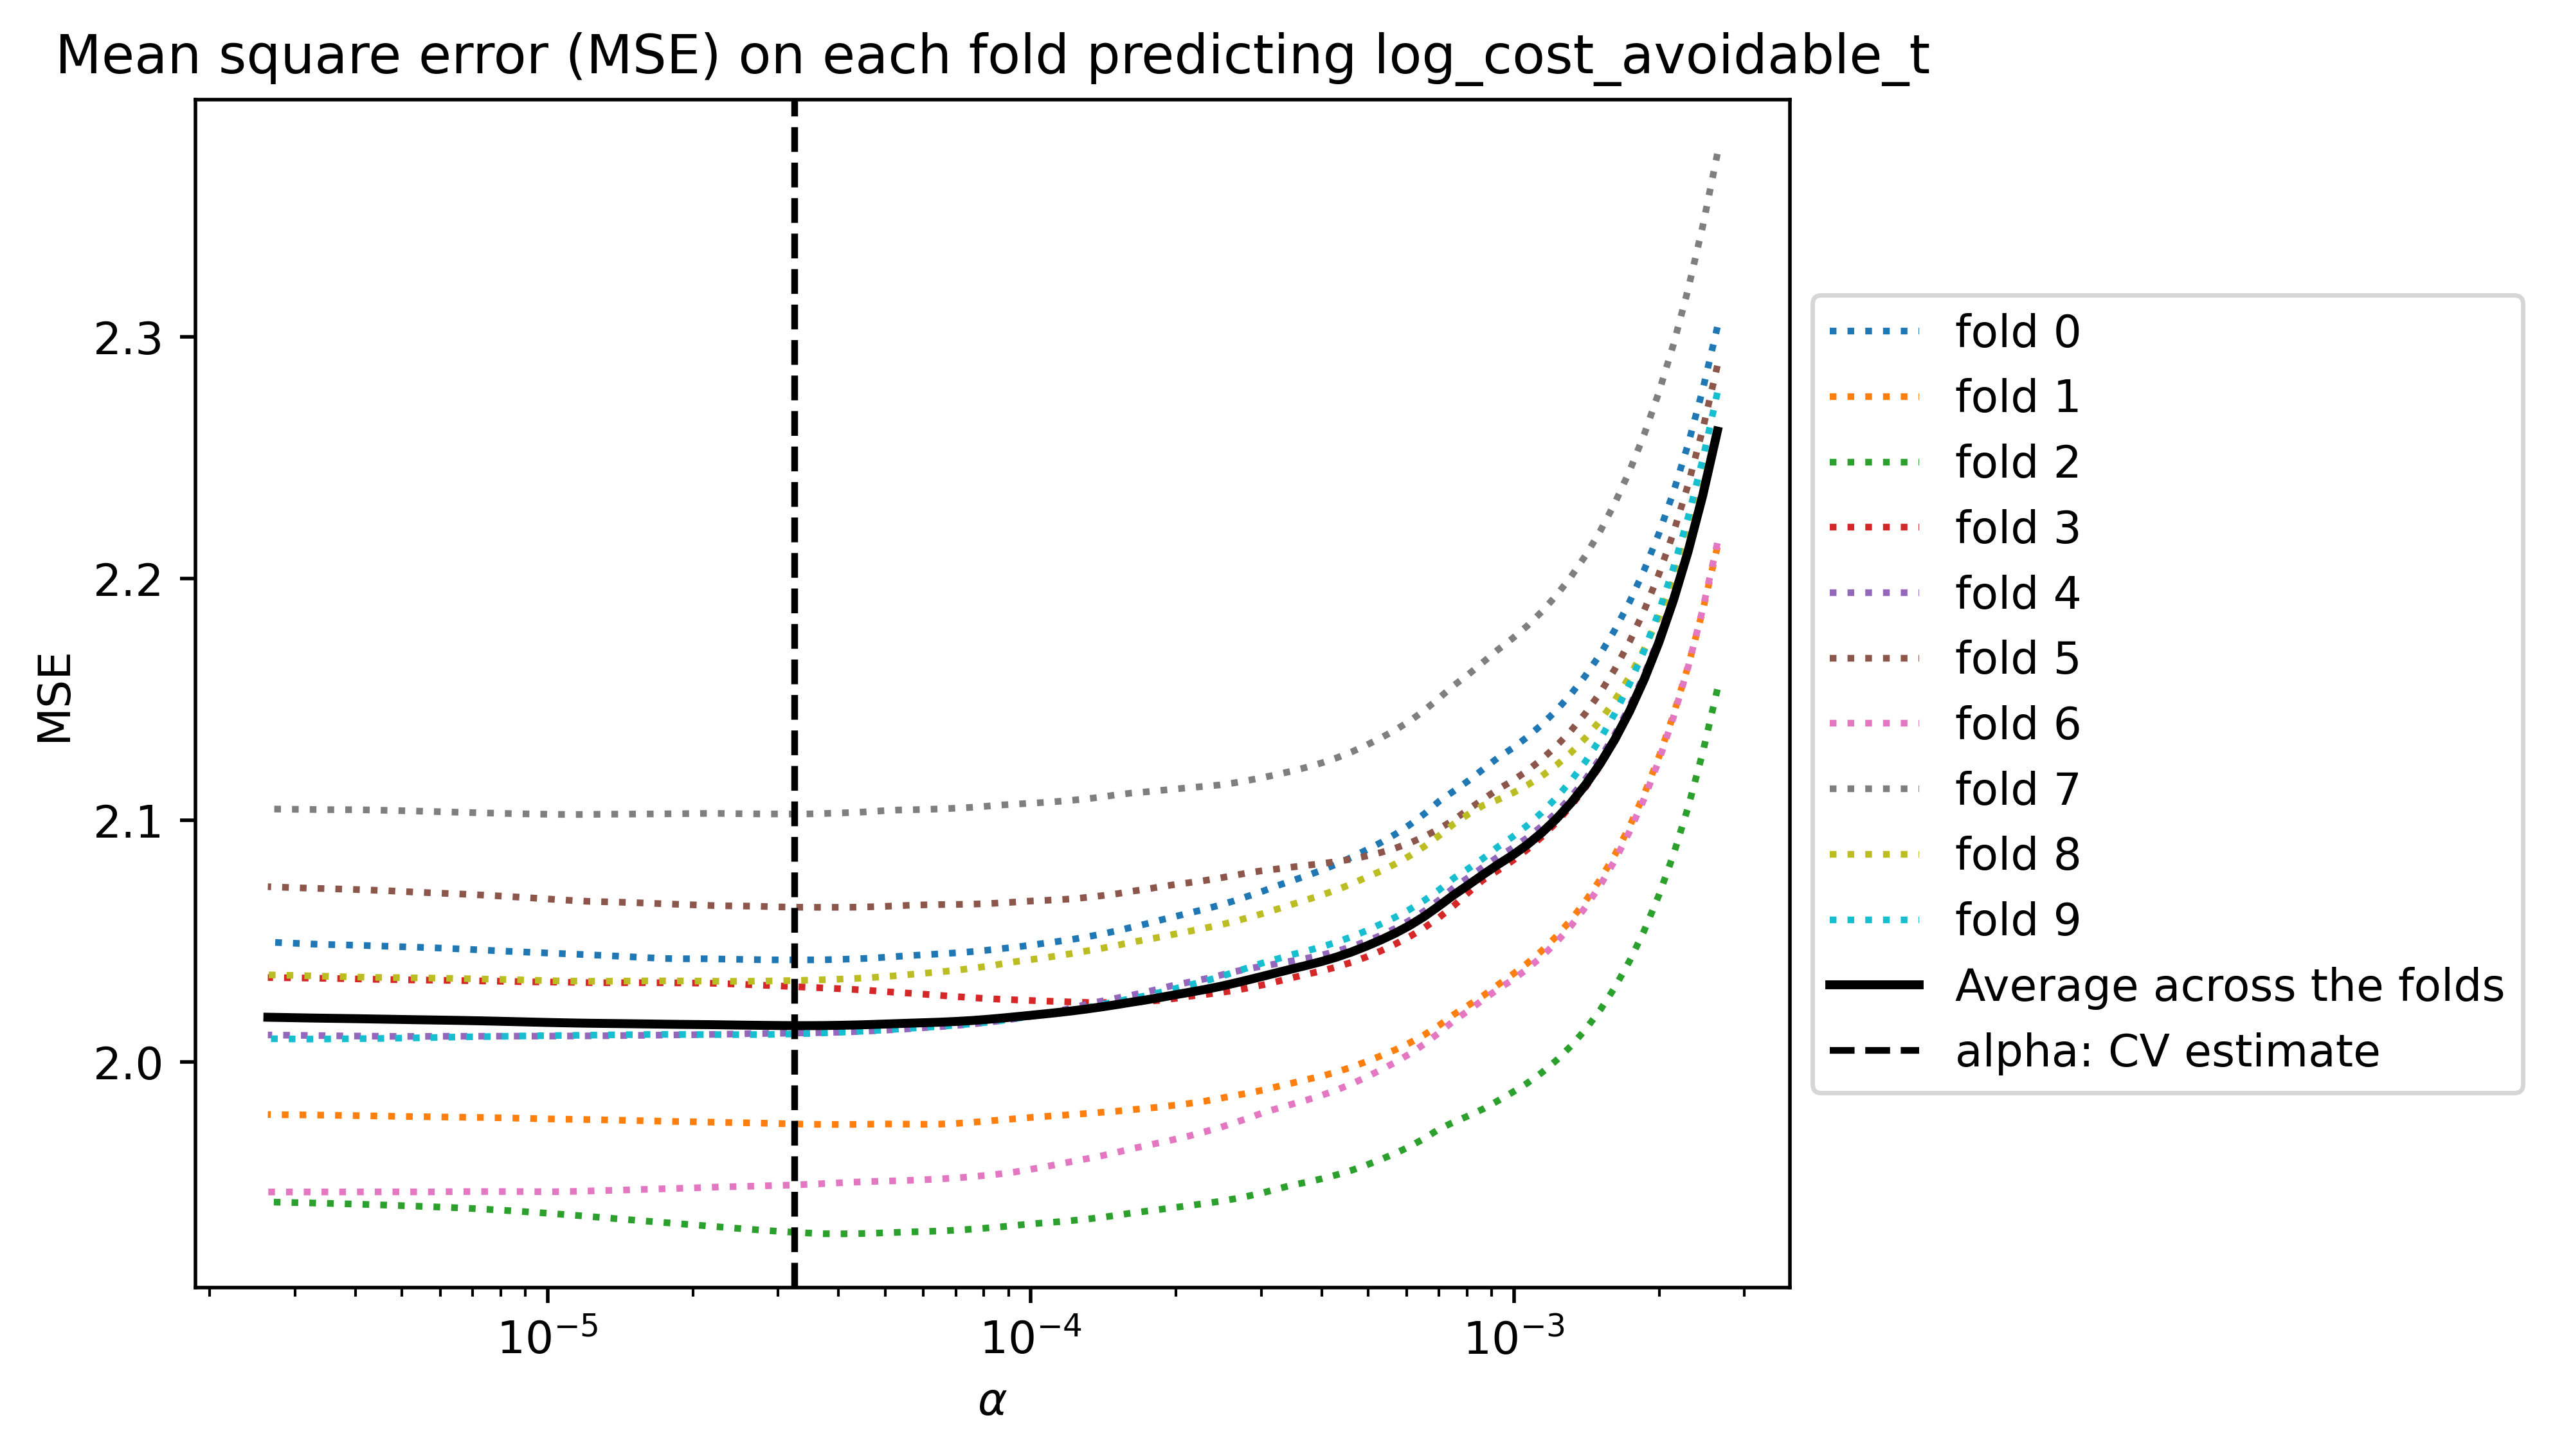 Mean square error (MSE) on each fold predicting log_cost_avoidable_t
MSE
2.3
2.2
2.1
2.0
10⁻⁵
10⁻⁴
10⁻³
α
fold 0
fold 1
fold 2
fold 3
fold 4
fold 5
fold 6
fold 7
fold 8
fold 9
Average across the folds
alpha: CV estimate